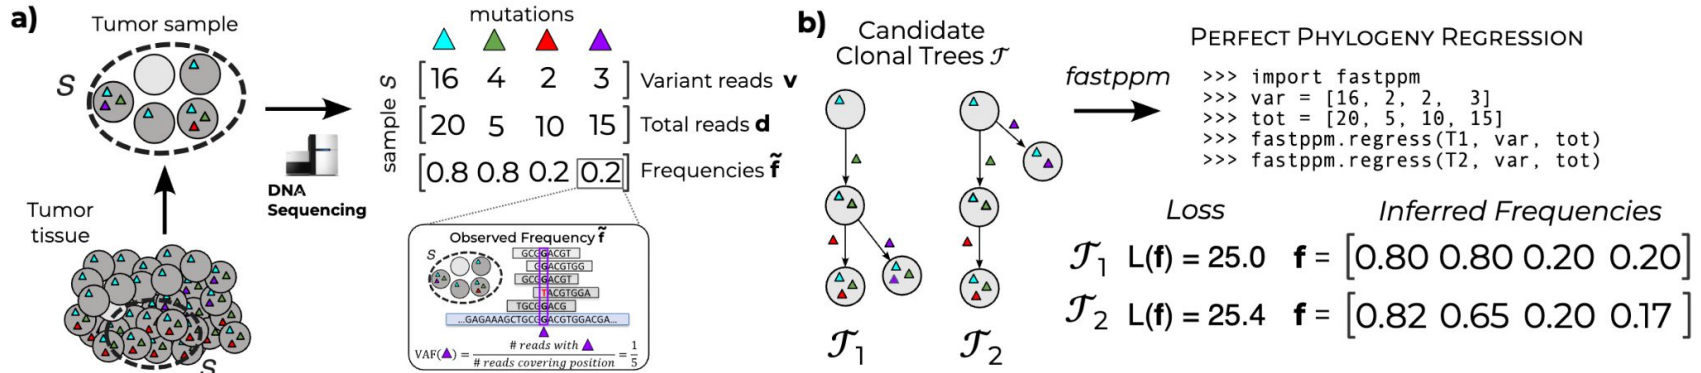 a)
Tumor sample
S
Tumor
tissue
S
DNA
Sequencing
mutations
sample S
[16 4 2 3] Variant reads v
[20 5 10 15] Total reads d
[0.8 0.8 0.2 0.2] Frequencies f̃
Observed Frequency f̃
S
GCGGACGT
GGACGTGG
GCGGACGT
TACGTGGA
TGCGGACG
...GAGAAAGCTGCGGACGTGGACGA...
VAF(▲) = # reads with ▲ / # reads covering position = 1/5
b)
Candidate
Clonal Trees 𝒯
𝒯1
𝒯2
fastppm
PERFECT PHYLOGENY REGRESSION
>>> import fastppm
>>> var = [16, 2, 2, 3]
>>> tot = [20, 5, 10, 15]
>>> fastppm.regress(T1, var, tot)
>>> fastppm.regress(T2, var, tot)
Loss Inferred Frequencies
𝒯1 L(f) = 25.0 f = [0.80 0.80 0.20 0.20]
𝒯2 L(f) = 25.4 f = [0.82 0.65 0.20 0.17]